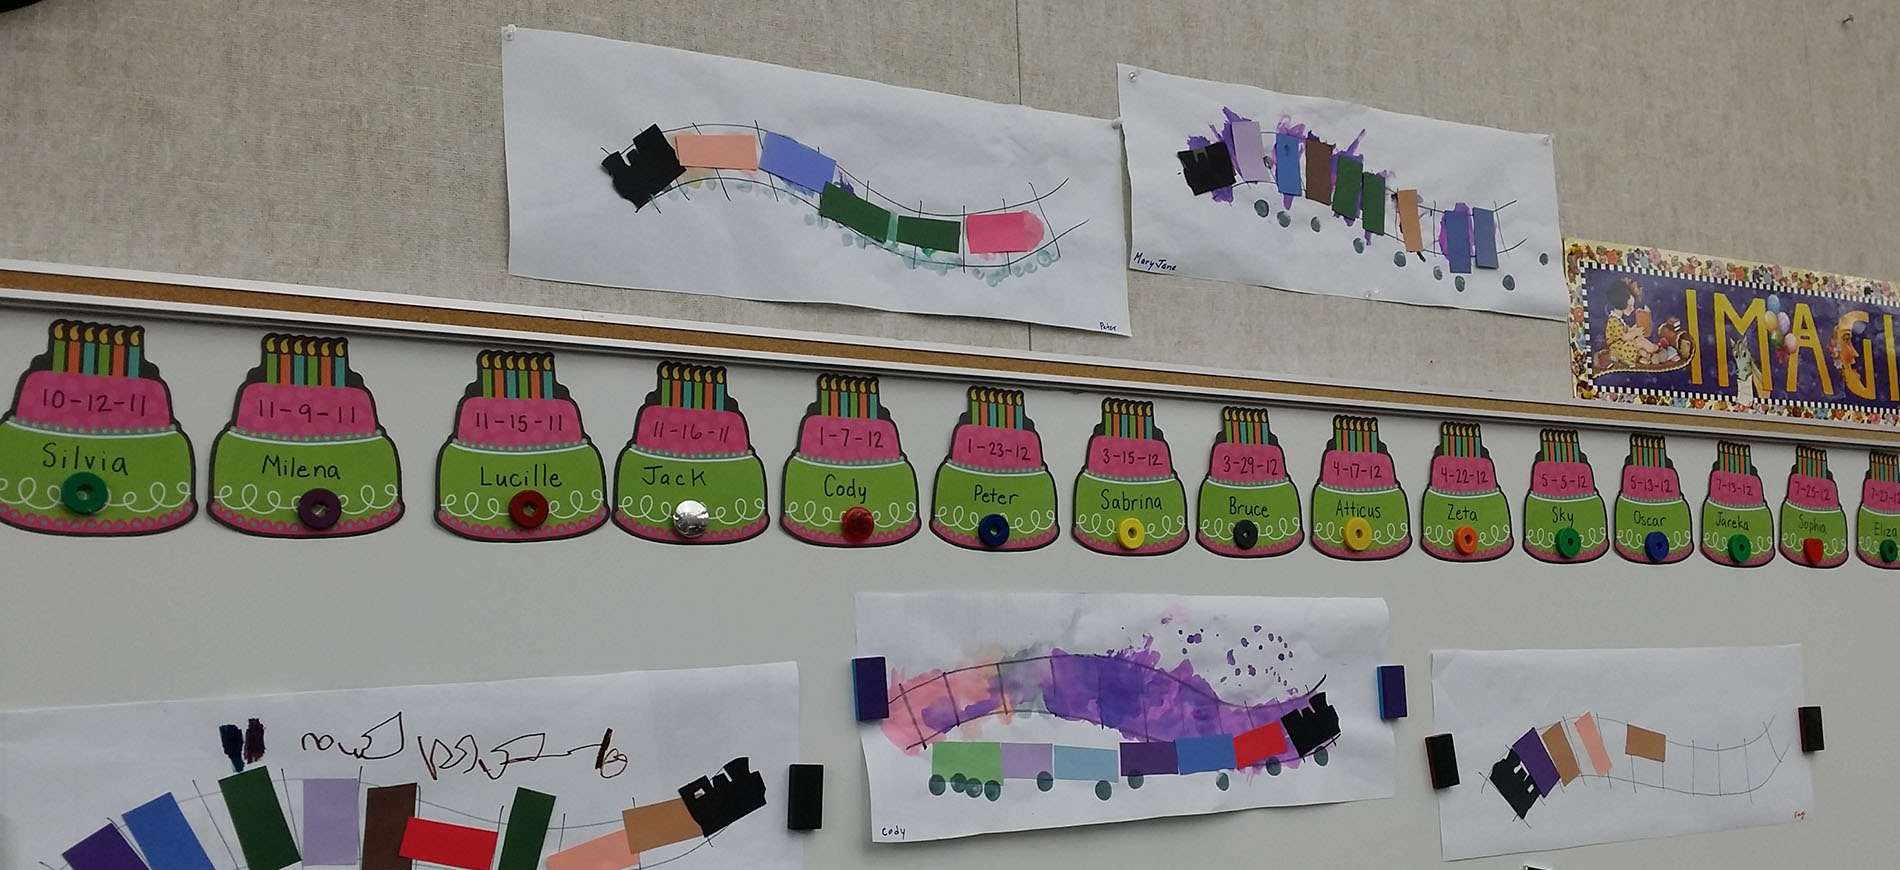 Peter
Mary Jane
IMAGI
10-12-11
Silvia
11-9-11
Milena
11-15-11
Lucille
11-16-11
Jack
1-7-12
Cody
1-23-12
Peter
3-15-12
Sabrina
3-29-12
Bruce
4-17-12
Atticus
4-22-12
Zeta
5-5-12
Sky
5-13-12
Oscar
7-13-12
Jareka
7-25-12
Sophia
Eliza
Cody